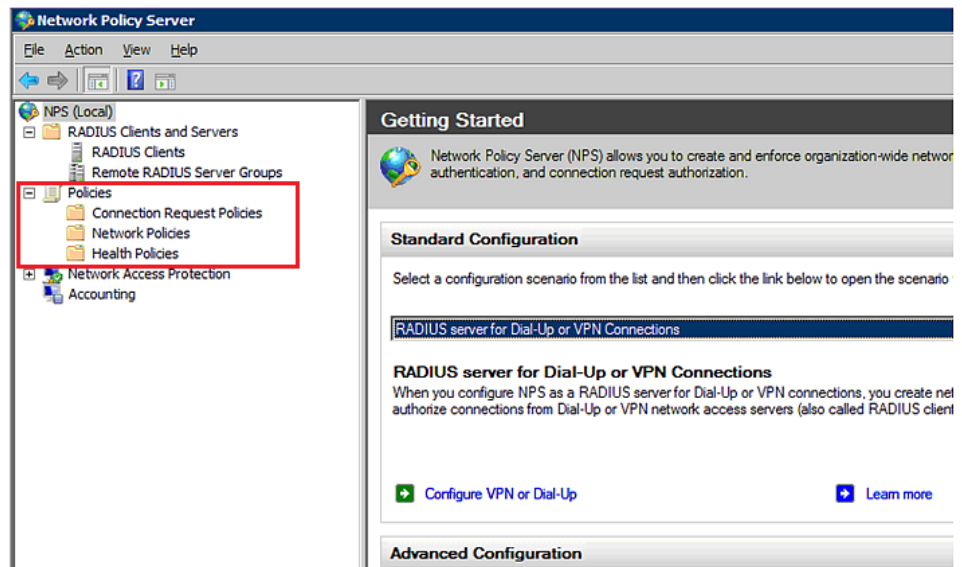 Network Policy Server
File Action View Help
NPS (Local)
RADIUS Clients and Servers
RADIUS Clients
Remote RADIUS Server Groups
Policies
Connection Request Policies
Network Policies
Health Policies
Network Access Protection
Accounting
Getting Started
Network Policy Server (NPS) allows you to create and enforce organization-wide networ
authentication, and connection request authorization.
Standard Configuration
Select a configuration scenario from the list and then click the link below to open the scenario
RADIUS server for Dial-Up or VPN Connections
RADIUS server for Dial-Up or VPN Connections
When you configure NPS as a RADIUS server for Dial-Up or VPN connections, you create net
authorize connections from Dial-Up or VPN network access servers (also called RADIUS client
Configure VPN or Dial-Up
Learn more
Advanced Configuration